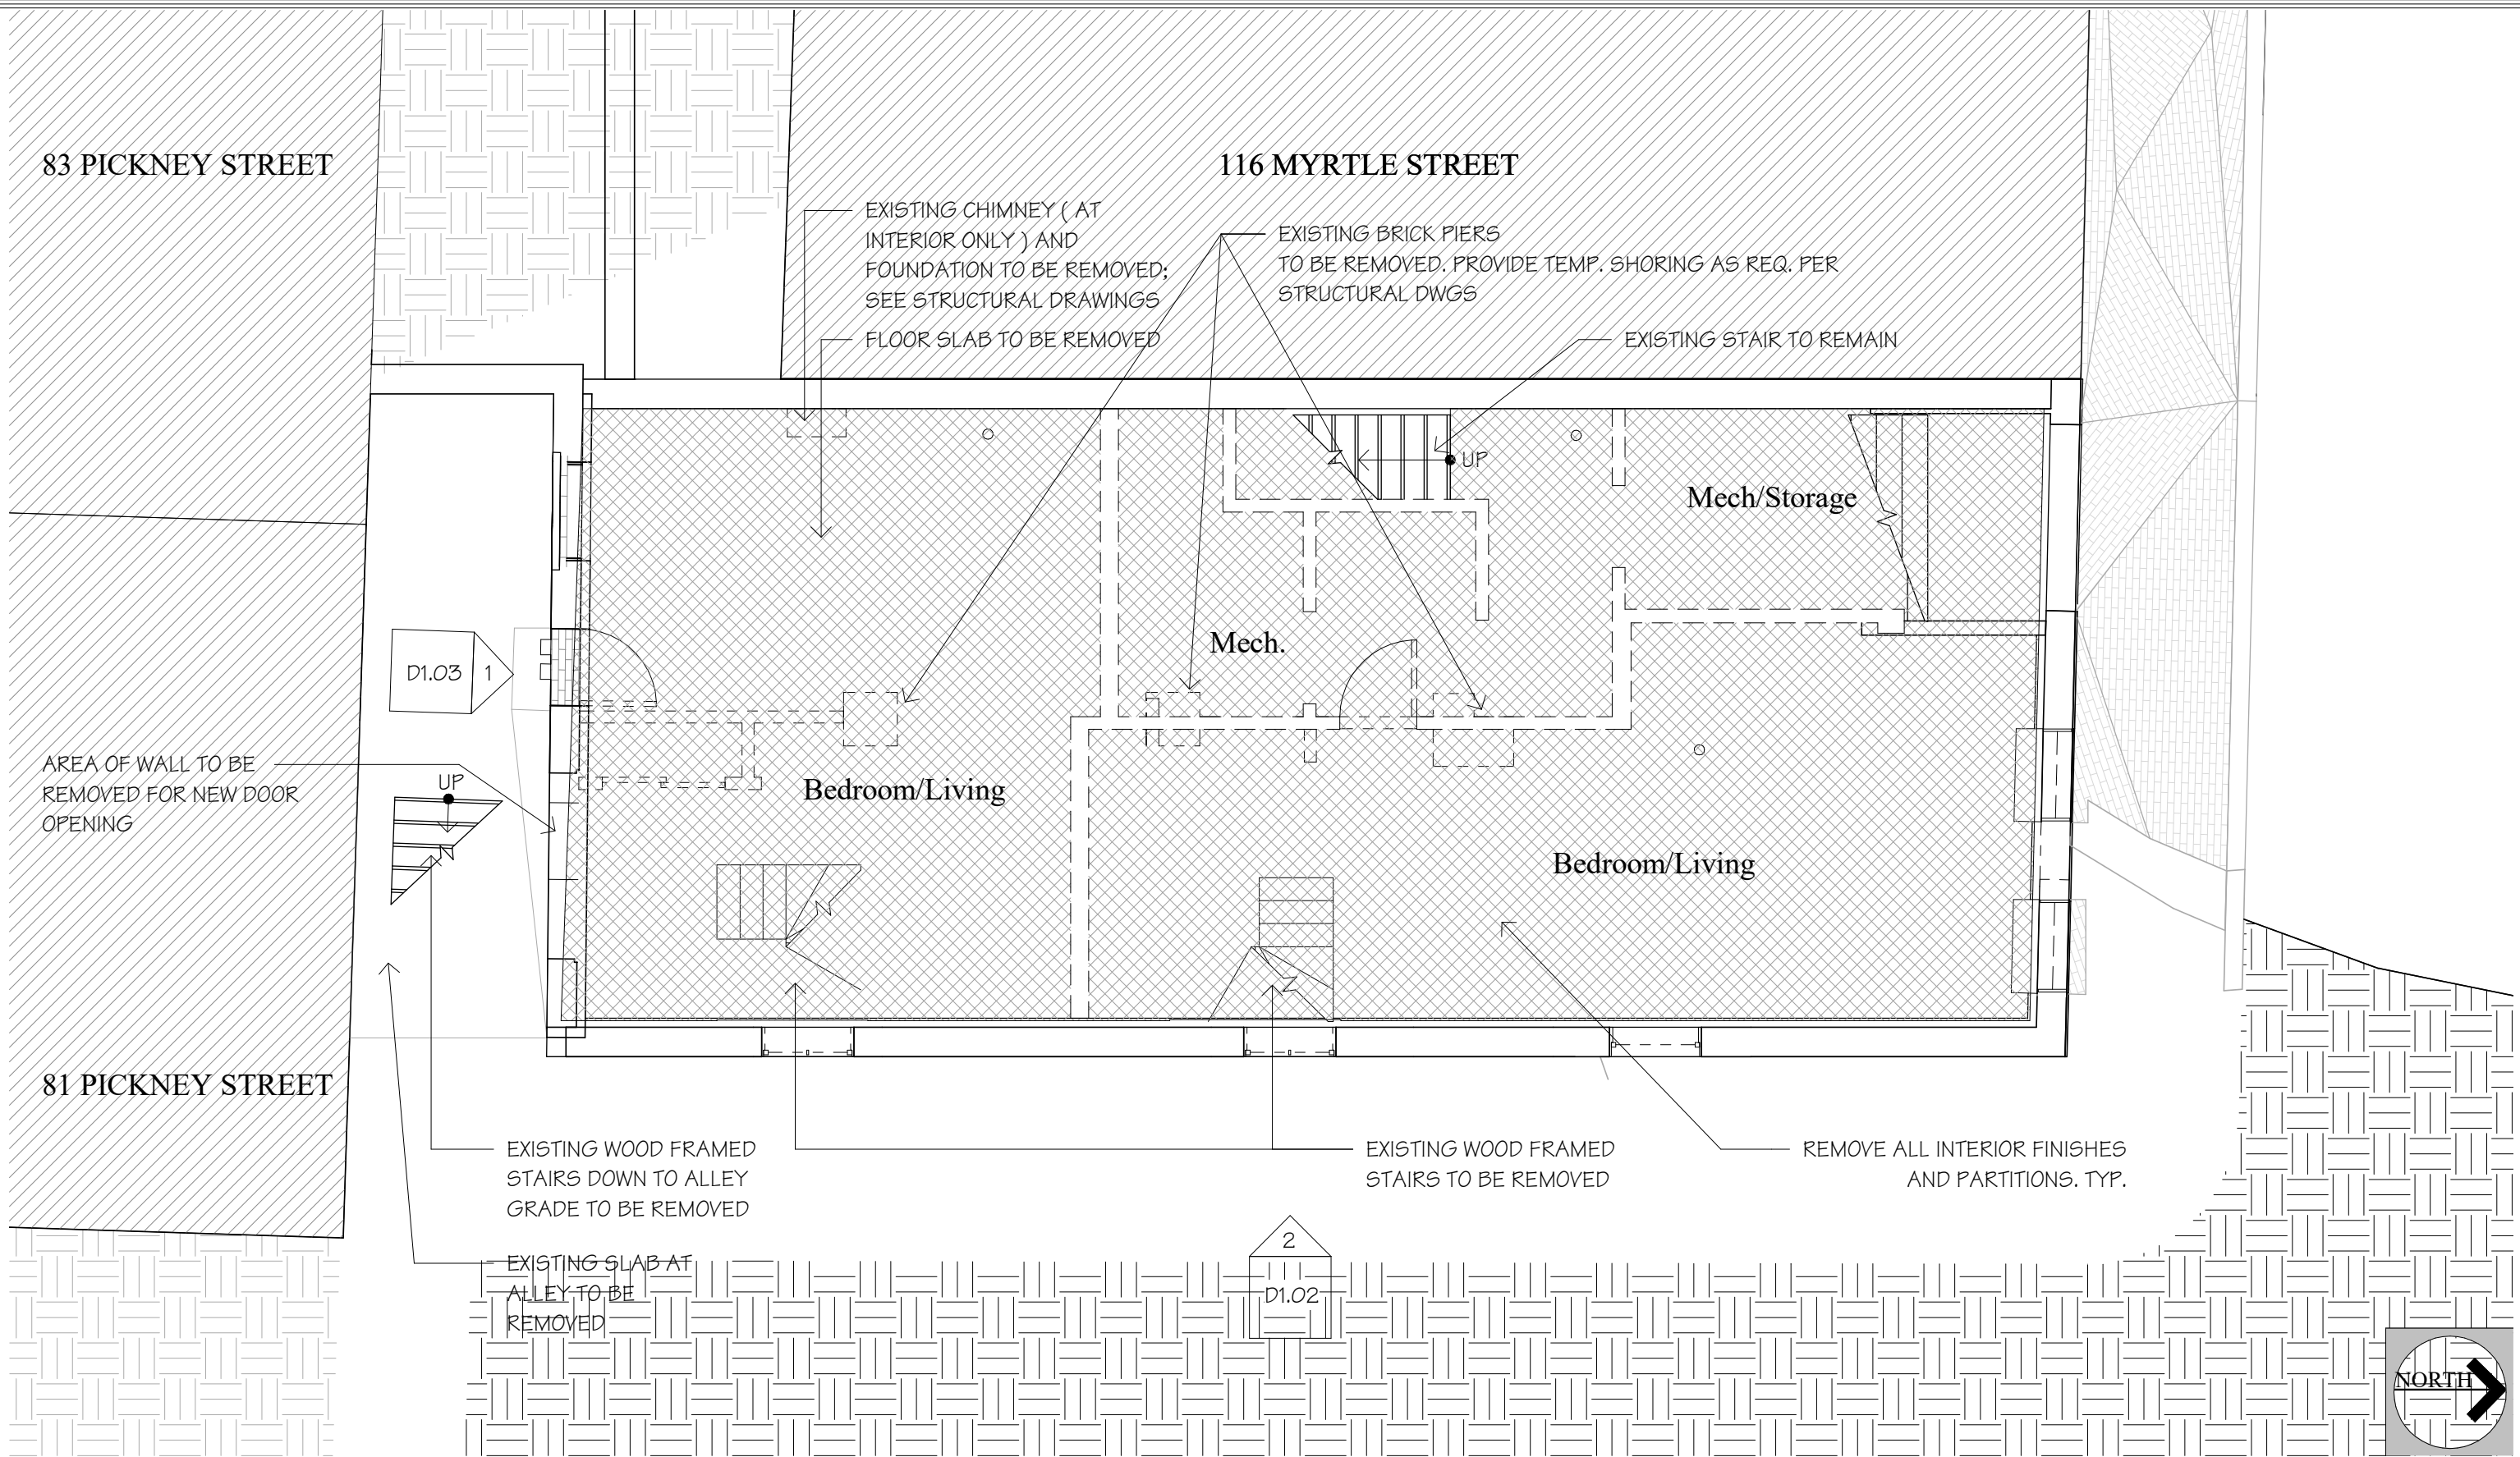 83 PICKNEY STREET
116 MYRTLE STREET
EXISTING CHIMNEY ( AT
INTERIOR ONLY ) AND
FOUNDATION TO BE REMOVED;
SEE STRUCTURAL DRAWINGS
EXISTING BRICK PIERS
TO BE REMOVED. PROVIDE TEMP. SHORING AS REQ. PER
STRUCTURAL DWGS
FLOOR SLAB TO BE REMOVED
EXISTING STAIR TO REMAIN
UP
Mech/Storage
Mech.
D1.03
1
AREA OF WALL TO BE
REMOVED FOR NEW DOOR
OPENING
UP
Bedroom/Living
Bedroom/Living
81 PICKNEY STREET
EXISTING WOOD FRAMED
STAIRS DOWN TO ALLEY
GRADE TO BE REMOVED
EXISTING WOOD FRAMED
STAIRS TO BE REMOVED
REMOVE ALL INTERIOR FINISHES
AND PARTITIONS. TYP.
EXISTING SLAB AT
ALLEY TO BE
REMOVED
2
D1.02
NORTH